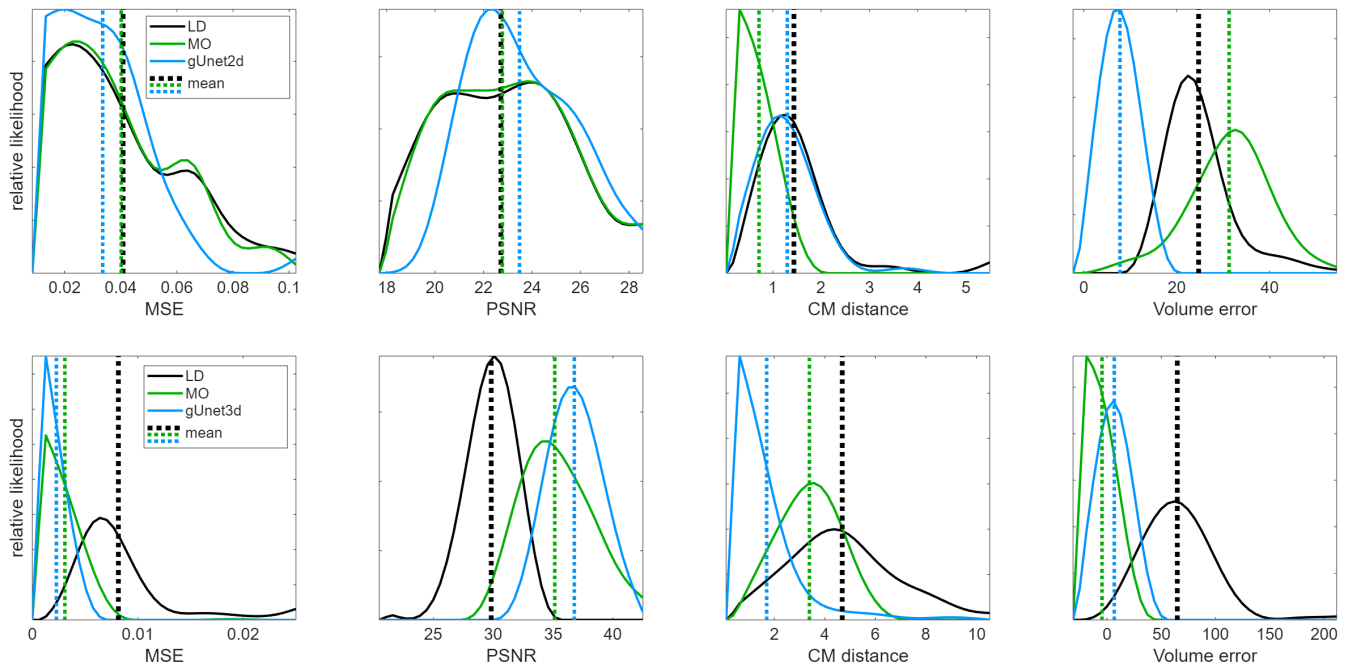 relative likelihood
LD
MO
gUnet2d
mean
0.02 0.04 0.06 0.08 0.1
MSE
18 20 22 24 26 28
PSNR
1 2 3 4 5
CM distance
0 20 40
Volume error
relative likelihood
LD
MO
gUnet3d
mean
0 0.01 0.02
MSE
25 30 35 40
PSNR
2 4 6 8 10
CM distance
0 50 100 150 200
Volume error